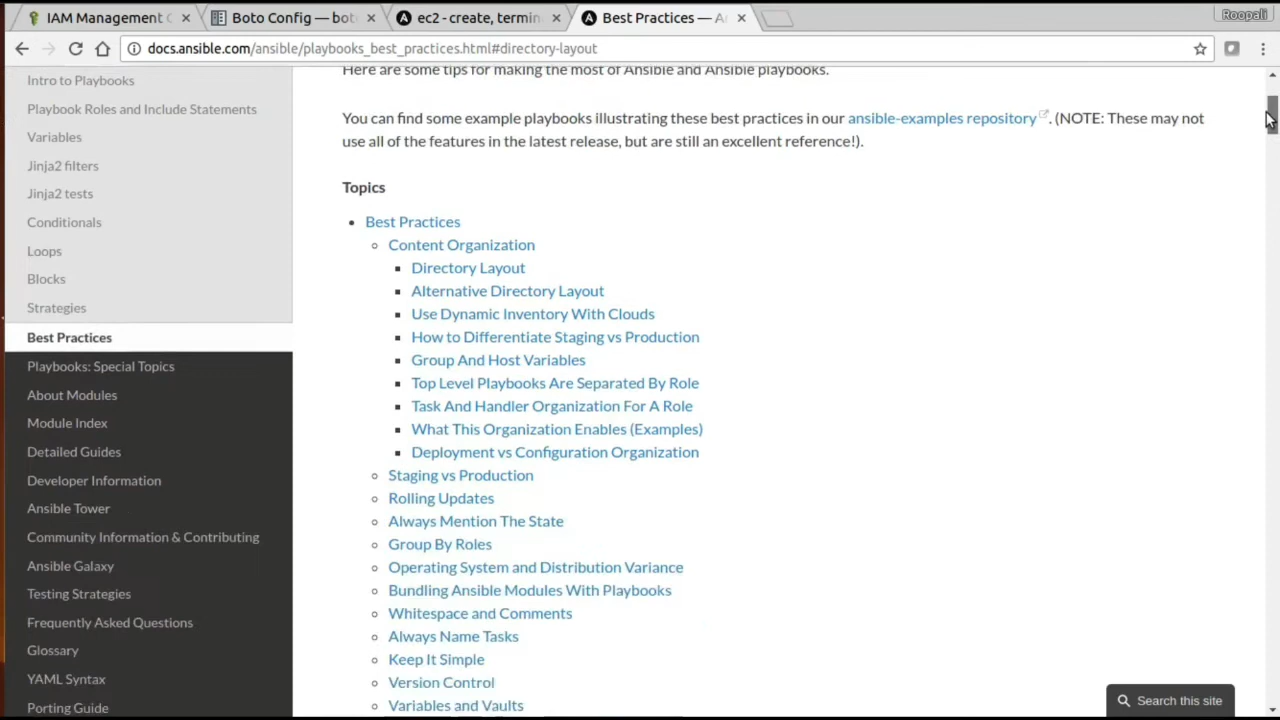 IAM Management C
Boto Config — bot
ec2 - create, termin
Best Practices — A
Roopali
docs.ansible.com/ansible/playbooks_best_practices.html#directory-layout
Intro to Playbooks
Playbook Roles and Include Statements
Variables
Jinja2 filters
Jinja2 tests
Conditionals
Loops
Blocks
Strategies
Best Practices
Playbooks: Special Topics
About Modules
Module Index
Detailed Guides
Developer Information
Ansible Tower
Community Information & Contributing
Ansible Galaxy
Testing Strategies
Frequently Asked Questions
Glossary
YAML Syntax
Porting Guide
Here are some tips for making the most of Ansible and Ansible playbooks.
You can find some example playbooks illustrating these best practices in our ansible-examples repository. (NOTE: These may not
use all of the features in the latest release, but are still an excellent reference!).
Topics
Best Practices
Content Organization
Directory Layout
Alternative Directory Layout
Use Dynamic Inventory With Clouds
How to Differentiate Staging vs Production
Group And Host Variables
Top Level Playbooks Are Separated By Role
Task And Handler Organization For A Role
What This Organization Enables (Examples)
Deployment vs Configuration Organization
Staging vs Production
Rolling Updates
Always Mention The State
Group By Roles
Operating System and Distribution Variance
Bundling Ansible Modules With Playbooks
Whitespace and Comments
Always Name Tasks
Keep It Simple
Version Control
Variables and Vaults
Search this site